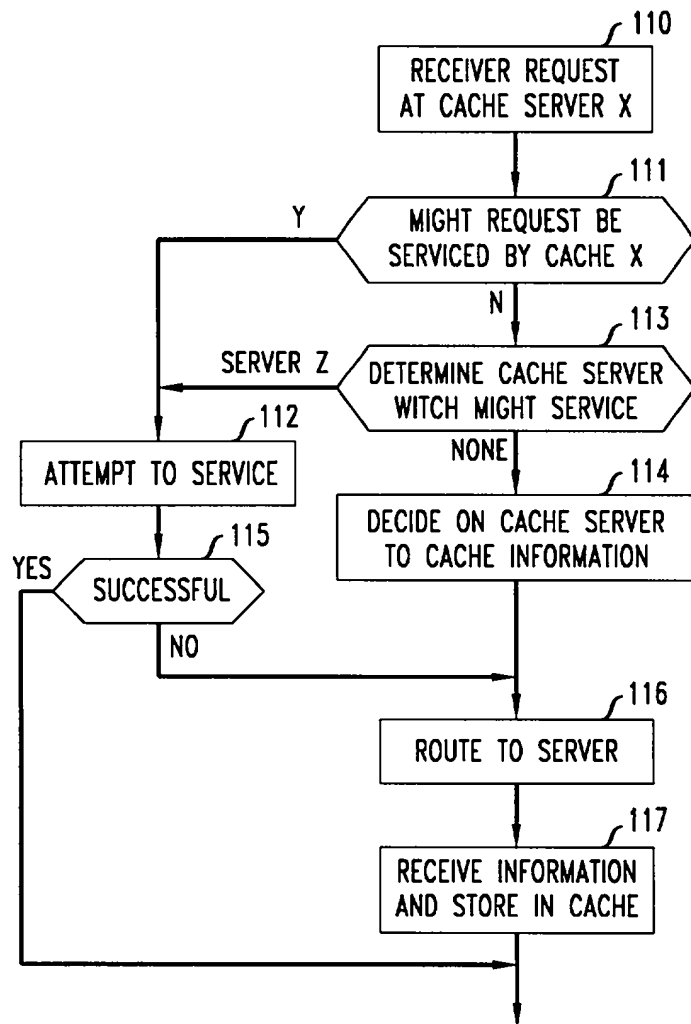 110
RECEIVER REQUEST
AT CACHE SERVER X
111
Y
MIGHT REQUEST BE
SERVICED BY CACHE X
N
113
SERVER Z
DETERMINE CACHE SERVER
WITCH MIGHT SERVICE
112
NONE
ATTEMPT TO SERVICE
114
DECIDE ON CACHE SERVER
TO CACHE INFORMATION
115
YES
SUCCESSFUL
NO
116
ROUTE TO SERVER
117
RECEIVE INFORMATION
AND STORE IN CACHE